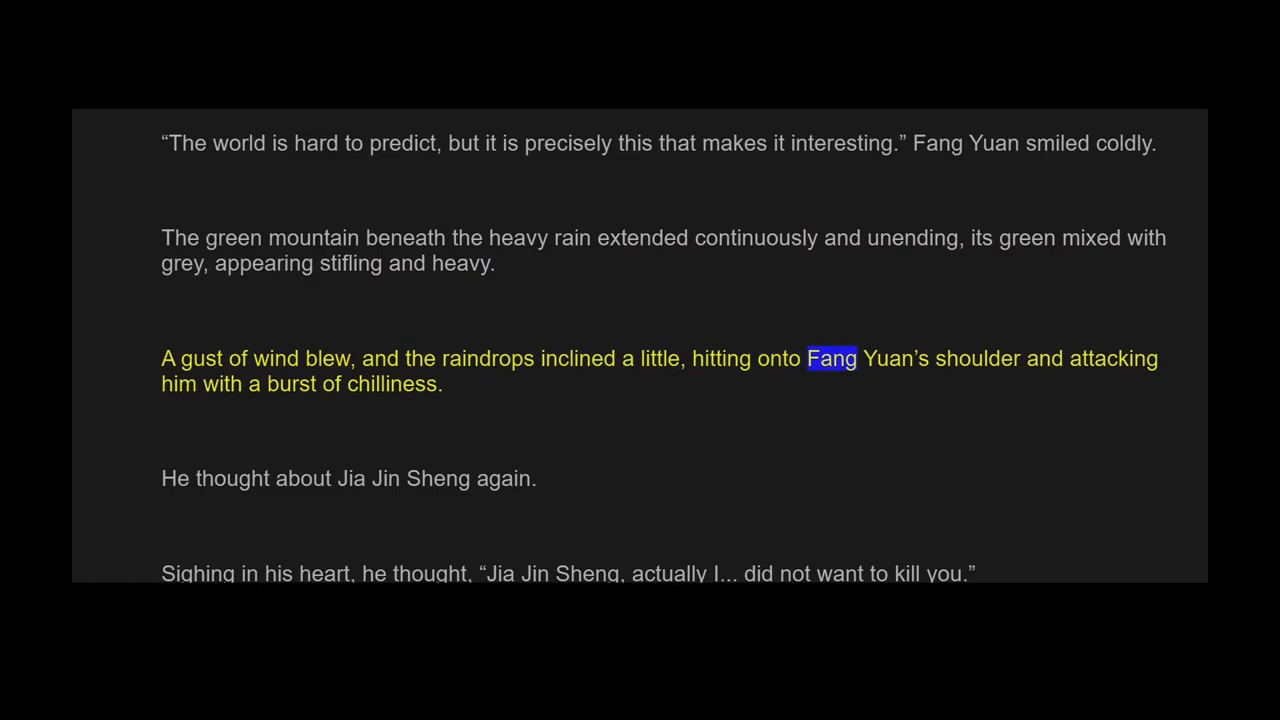 “The world is hard to predict, but it is precisely this that makes it interesting.” Fang Yuan smiled coldly.
The green mountain beneath the heavy rain extended continuously and unending, its green mixed with
grey, appearing stifling and heavy.
A gust of wind blew, and the raindrops inclined a little, hitting onto Fang Yuan’s shoulder and attacking
him with a burst of chilliness.
He thought about Jia Jin Sheng again.
Sighing in his heart, he thought, “Jia Jin Sheng, actually I... did not want to kill you.”